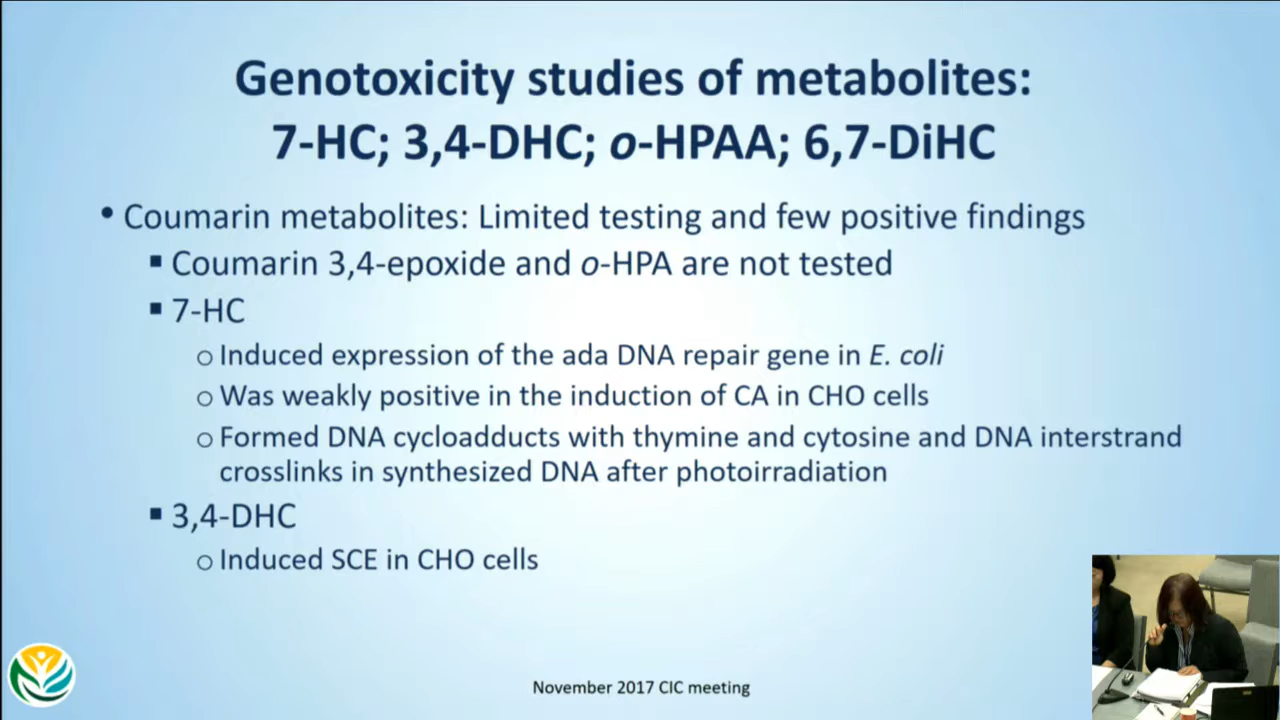 Genotoxicity studies of metabolites:
7-HC; 3,4-DHC; o-HPAA; 6,7-DiHC
• Coumarin metabolites: Limited testing and few positive findings
▪ Coumarin 3,4-epoxide and o-HPA are not tested
▪ 7-HC
o Induced expression of the ada DNA repair gene in E. coli
o Was weakly positive in the induction of CA in CHO cells
o Formed DNA cycloadducts with thymine and cytosine and DNA interstrand
crosslinks in synthesized DNA after photoirradiation
▪ 3,4-DHC
o Induced SCE in CHO cells
November 2017 CIC meeting